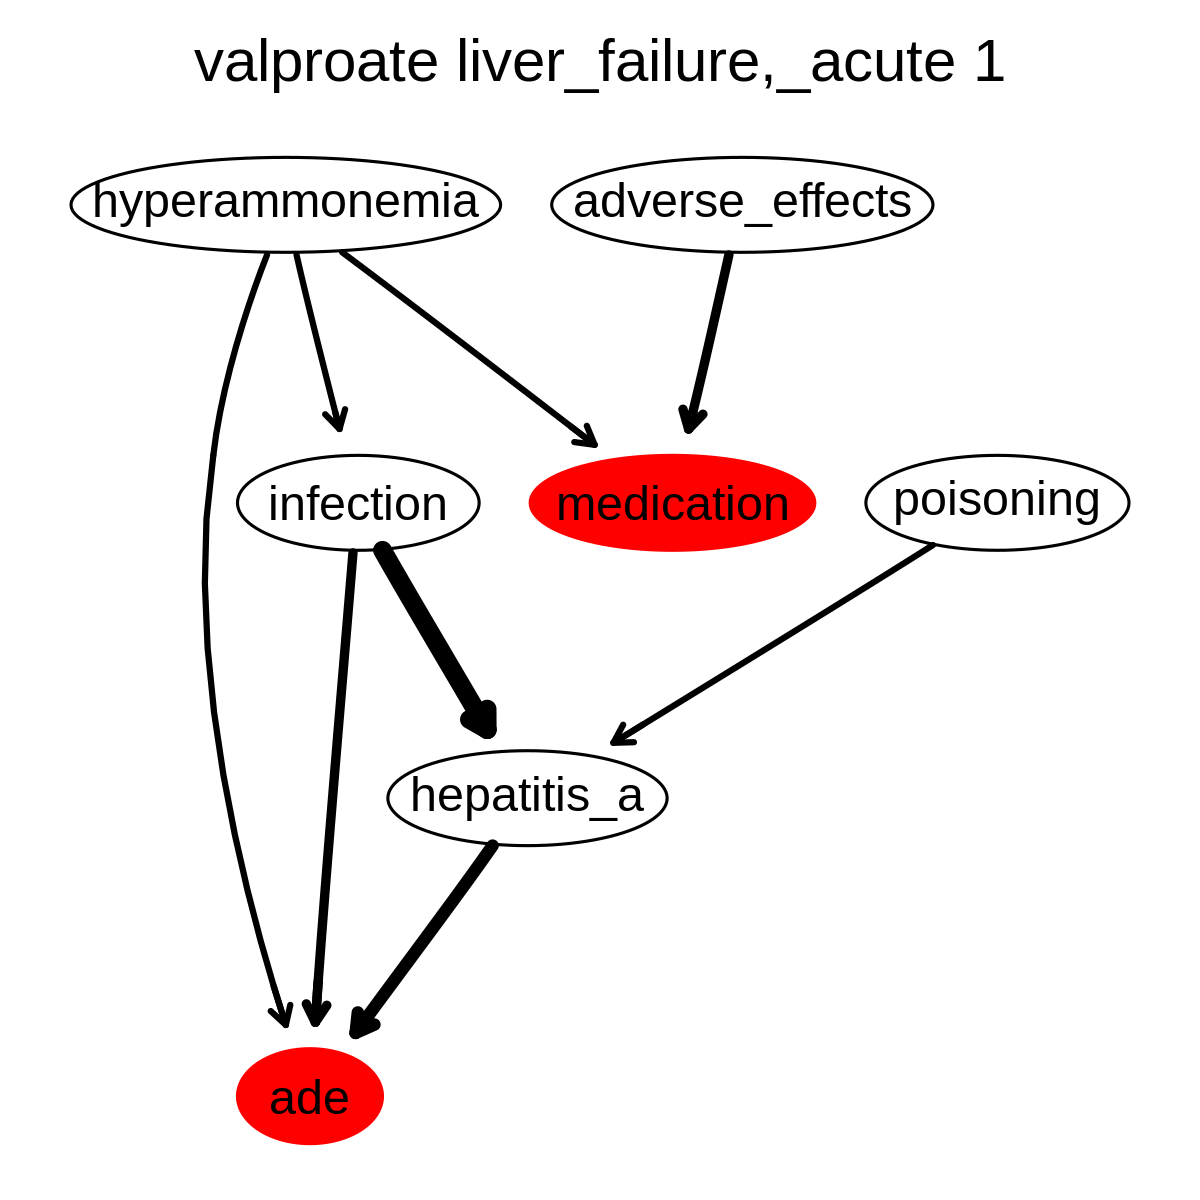 valproate liver_failure,_acute 1
hyperammonemia
adverse_effects
infection
medication
poisoning
hepatitis_a
ade